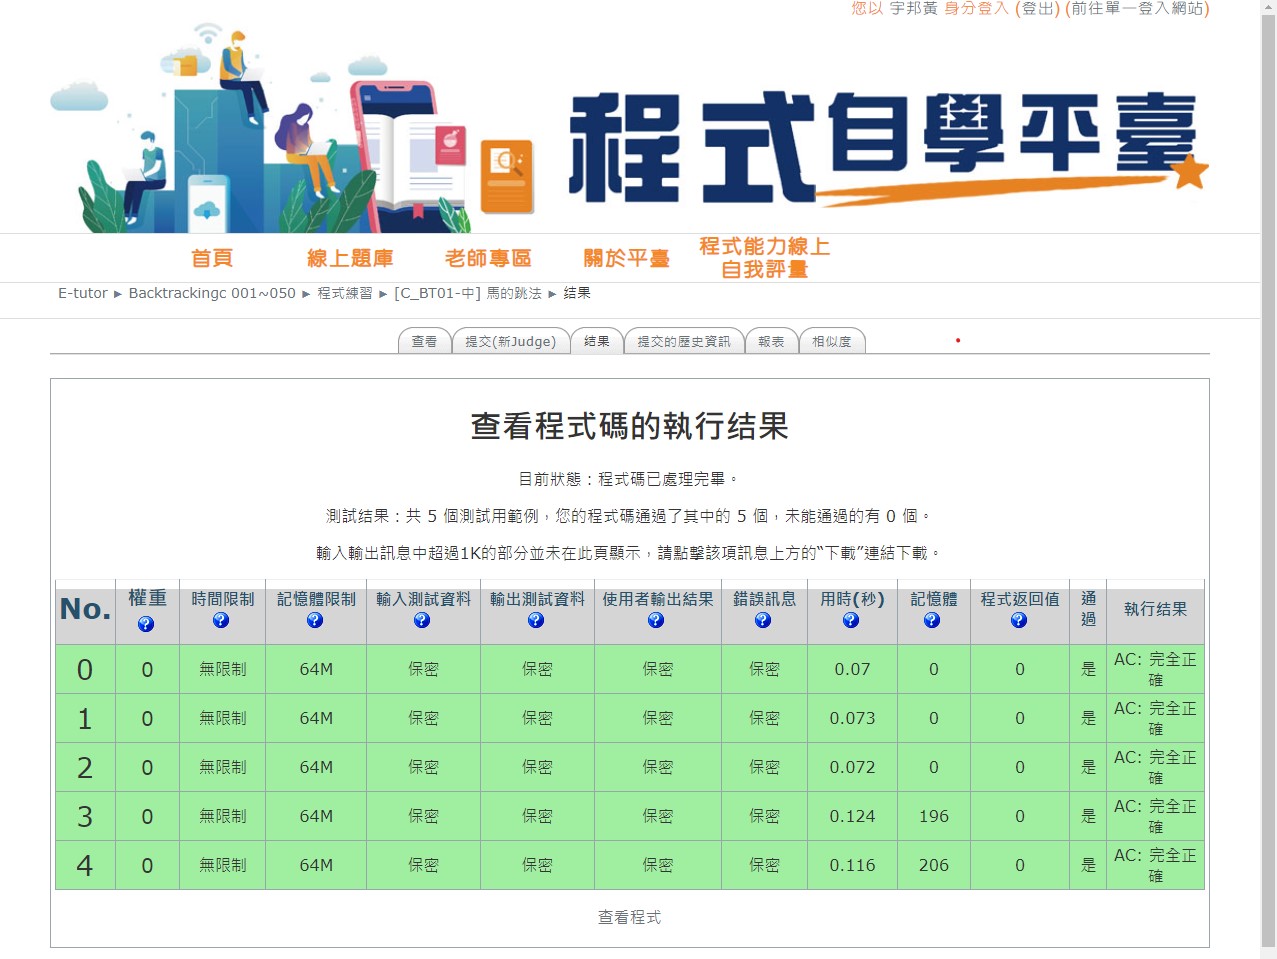 您以 宇邦黃 身分登入 (登出) (前往單一登入網站)
程式自學平臺
首頁 線上題庫 老師專區 關於平臺 程式能力線上自我評量
E-tutor ► Backtrackingc 001~050 ► 程式練習 ► [C_BT01-中] 馬的跳法 ► 结果
查看 提交(新Judge) 结果 提交的歷史資訊 報表 相似度
查看程式碼的執行结果
目前狀態：程式碼已處理完畢。
測試结果：共 5 個測試用範例，您的程式碼通過了其中的 5 個，未能通過的有 0 個。
輸入輸出訊息中超過1K的部分並未在此頁顯示，請點擊該項訊息上方的“下載”連結下載。
No. 權重 時間限制 記憶體限制 輸入測試資料 輸出測試資料 使用者輸出结果 錯誤訊息 用時(秒) 記憶體 程式返回值 通過 執行结果
0 0 無限制 64M 保密 保密 保密 保密 0.07 0 0 是 AC: 完全正確
1 0 無限制 64M 保密 保密 保密 保密 0.073 0 0 是 AC: 完全正確
2 0 無限制 64M 保密 保密 保密 保密 0.072 0 0 是 AC: 完全正確
3 0 無限制 64M 保密 保密 保密 保密 0.124 196 0 是 AC: 完全正確
4 0 無限制 64M 保密 保密 保密 保密 0.116 206 0 是 AC: 完全正確
查看程式